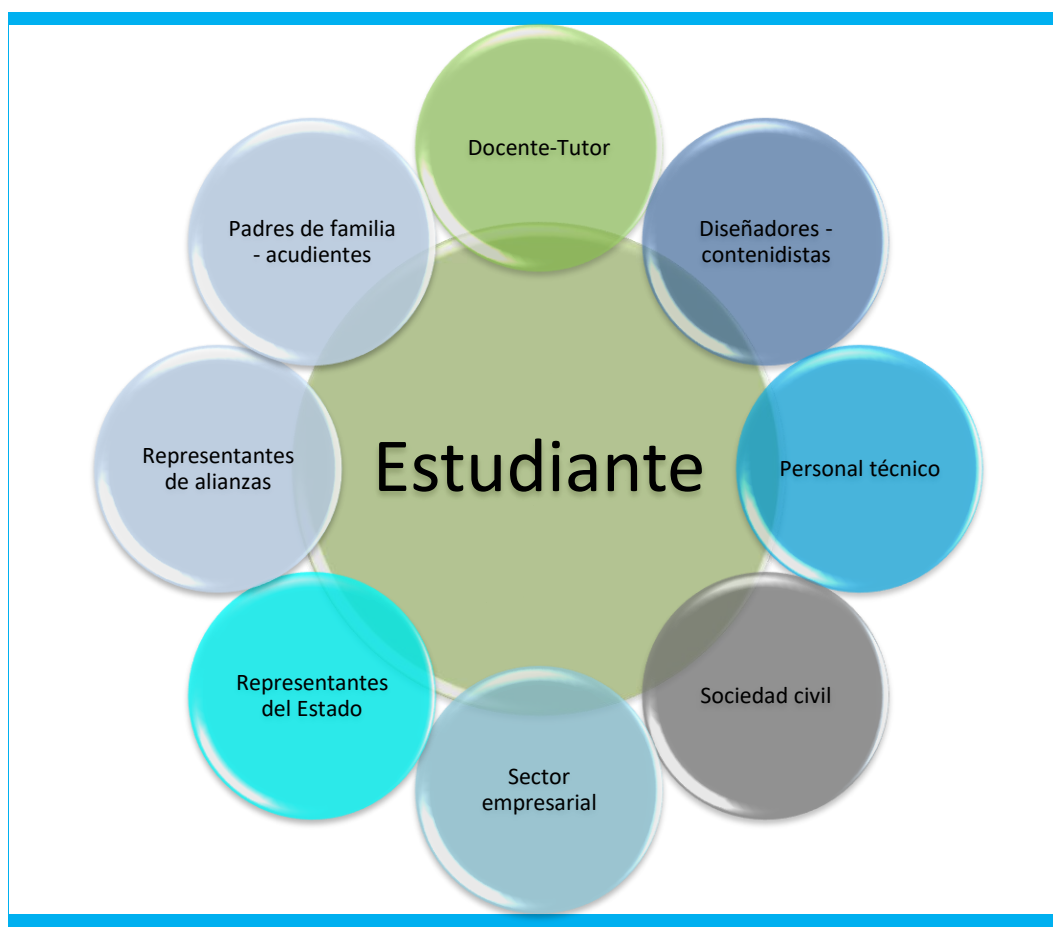 Docente-Tutor
Diseñadores -
contenidistas
Personal técnico
Sociedad civil
Sector
empresarial
Representantes
del Estado
Representantes
de alianzas
Padres de familia
- acudientes
Estudiante